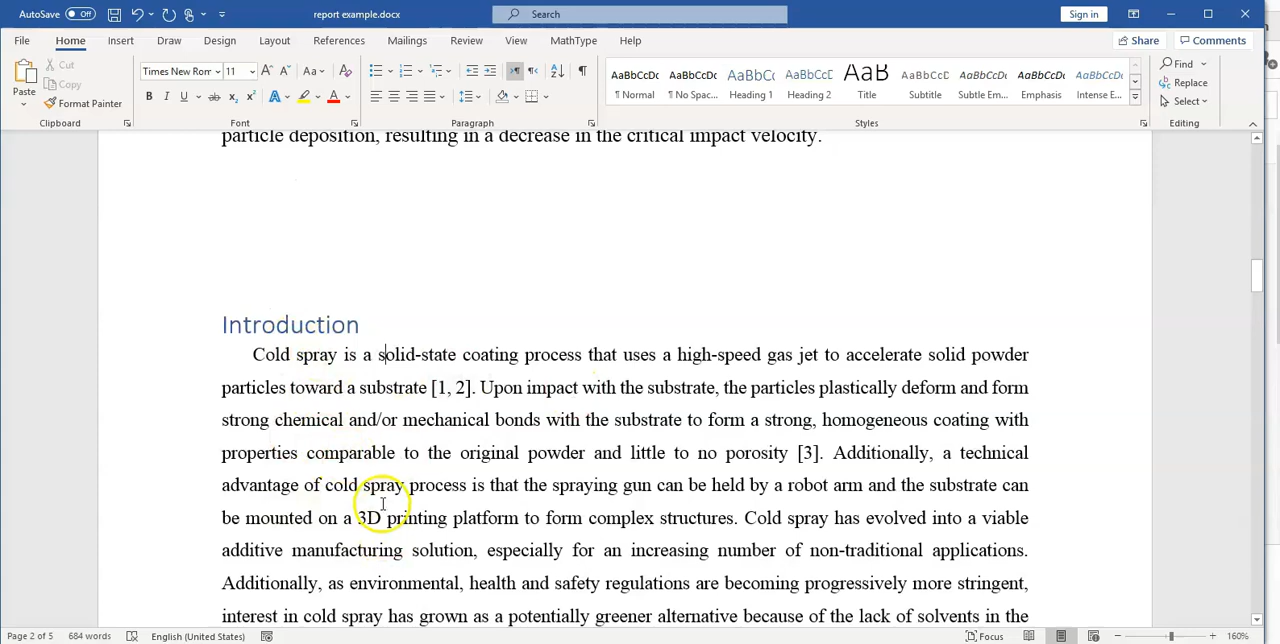 AutoSave Off report example.docx Search Sign in
File Home Insert Draw Design Layout References Mailings Review View MathType Help Share Comments
Paste Cut Copy Format Painter
Times New Rom 11 Aa
B I U ab x₂ x² A A
AaBbCcDc AaBbCcDc AaBbCc AaBbCcD AaB AaBbCcD AaBbCcDc AaBbCcDc AaBbCcDc
¶ Normal ¶ No Spac... Heading 1 Heading 2 Title Subtitle Subtle Em... Emphasis Intense E...
Find Replace Select
Clipboard Font Paragraph Styles Editing
particle deposition, resulting in a decrease in the critical impact velocity.
Introduction
Cold spray is a solid-state coating process that uses a high-speed gas jet to accelerate solid powder
particles toward a substrate [1, 2]. Upon impact with the substrate, the particles plastically deform and form
strong chemical and/or mechanical bonds with the substrate to form a strong, homogeneous coating with
properties comparable to the original powder and little to no porosity [3]. Additionally, a technical
advantage of cold spray process is that the spraying gun can be held by a robot arm and the substrate can
be mounted on a 3D printing platform to form complex structures. Cold spray has evolved into a viable
additive manufacturing solution, especially for an increasing number of non-traditional applications.
Additionally, as environmental, health and safety regulations are becoming progressively more stringent,
interest in cold spray has grown as a potentially greener alternative because of the lack of solvents in the
Page 2 of 5 684 words English (United States) Focus 160%